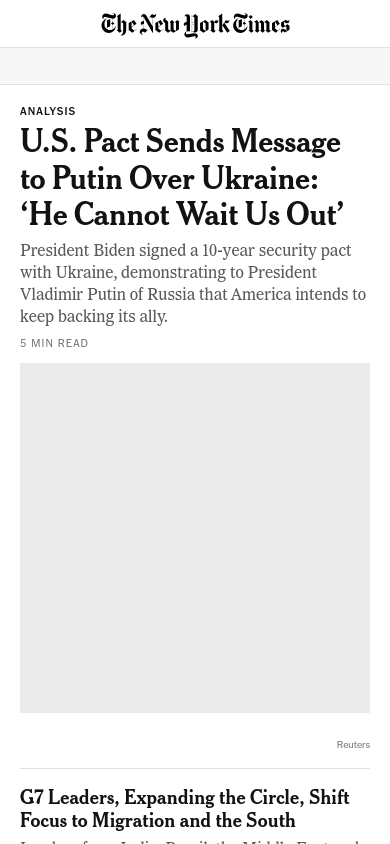 The New York Times
ANALYSIS
U.S. Pact Sends Message
to Putin Over Ukraine:
‘He Cannot Wait Us Out’
President Biden signed a 10-year security pact
with Ukraine, demonstrating to President
Vladimir Putin of Russia that America intends to
keep backing its ally.
5 MIN READ
Reuters
G7 Leaders, Expanding the Circle, Shift
Focus to Migration and the South